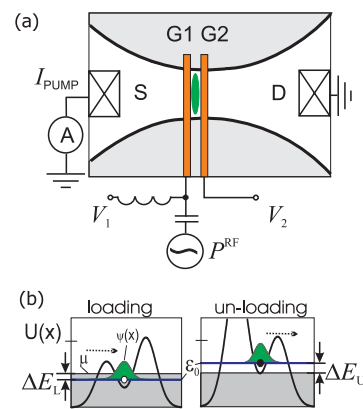 (a)
G1 G2
I_PUMP
S
D
A
V_1
V_2
P^RF
(b)
loading
un-loading
U(x)
ψ(x)
μ
ε_0
ΔE_L
ΔE_U